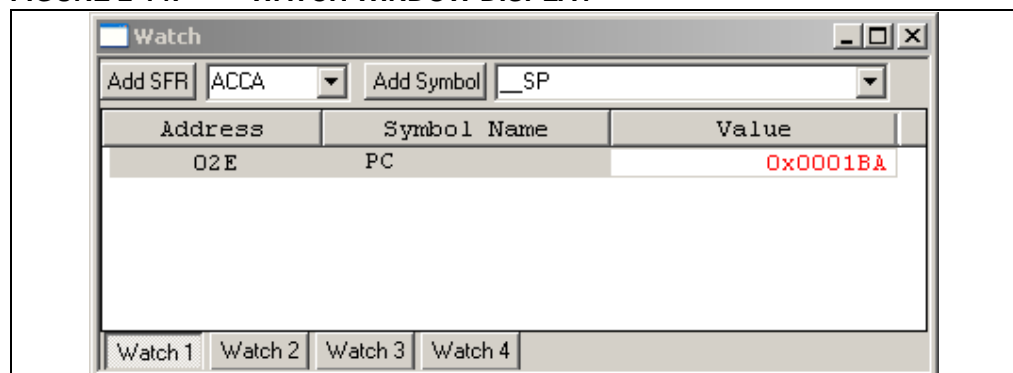 Watch
Add SFR ACCA Add Symbol __SP
Address Symbol Name Value
02E PC 0x0001BA
Watch 1 Watch 2 Watch 3 Watch 4